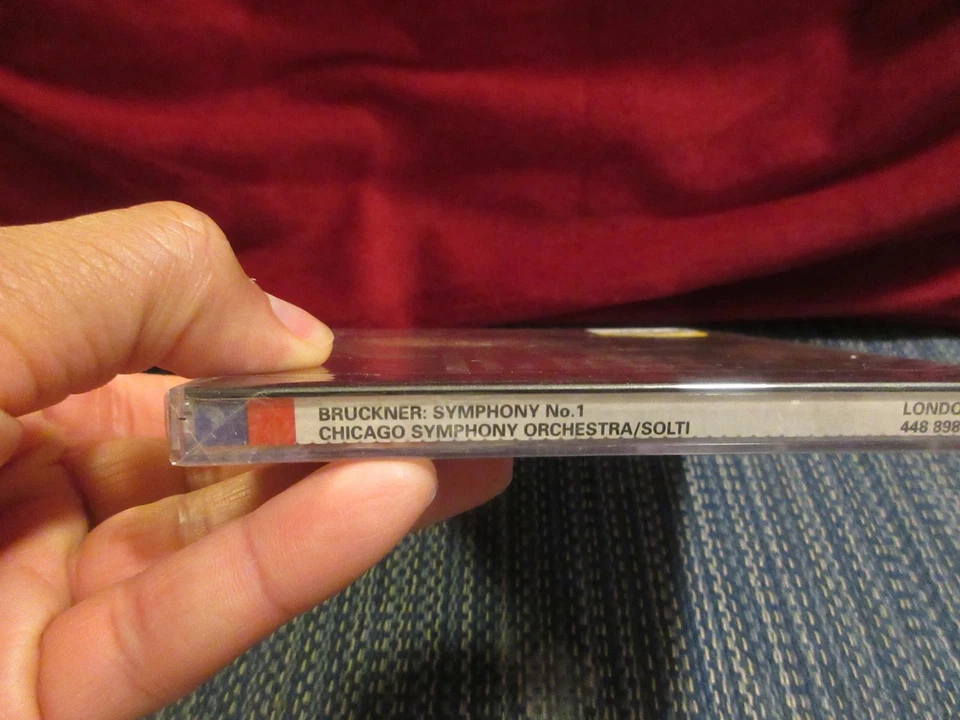 BRUCKNER: SYMPHONY No.1
CHICAGO SYMPHONY ORCHESTRA/SOLTI
LONDO
448 898